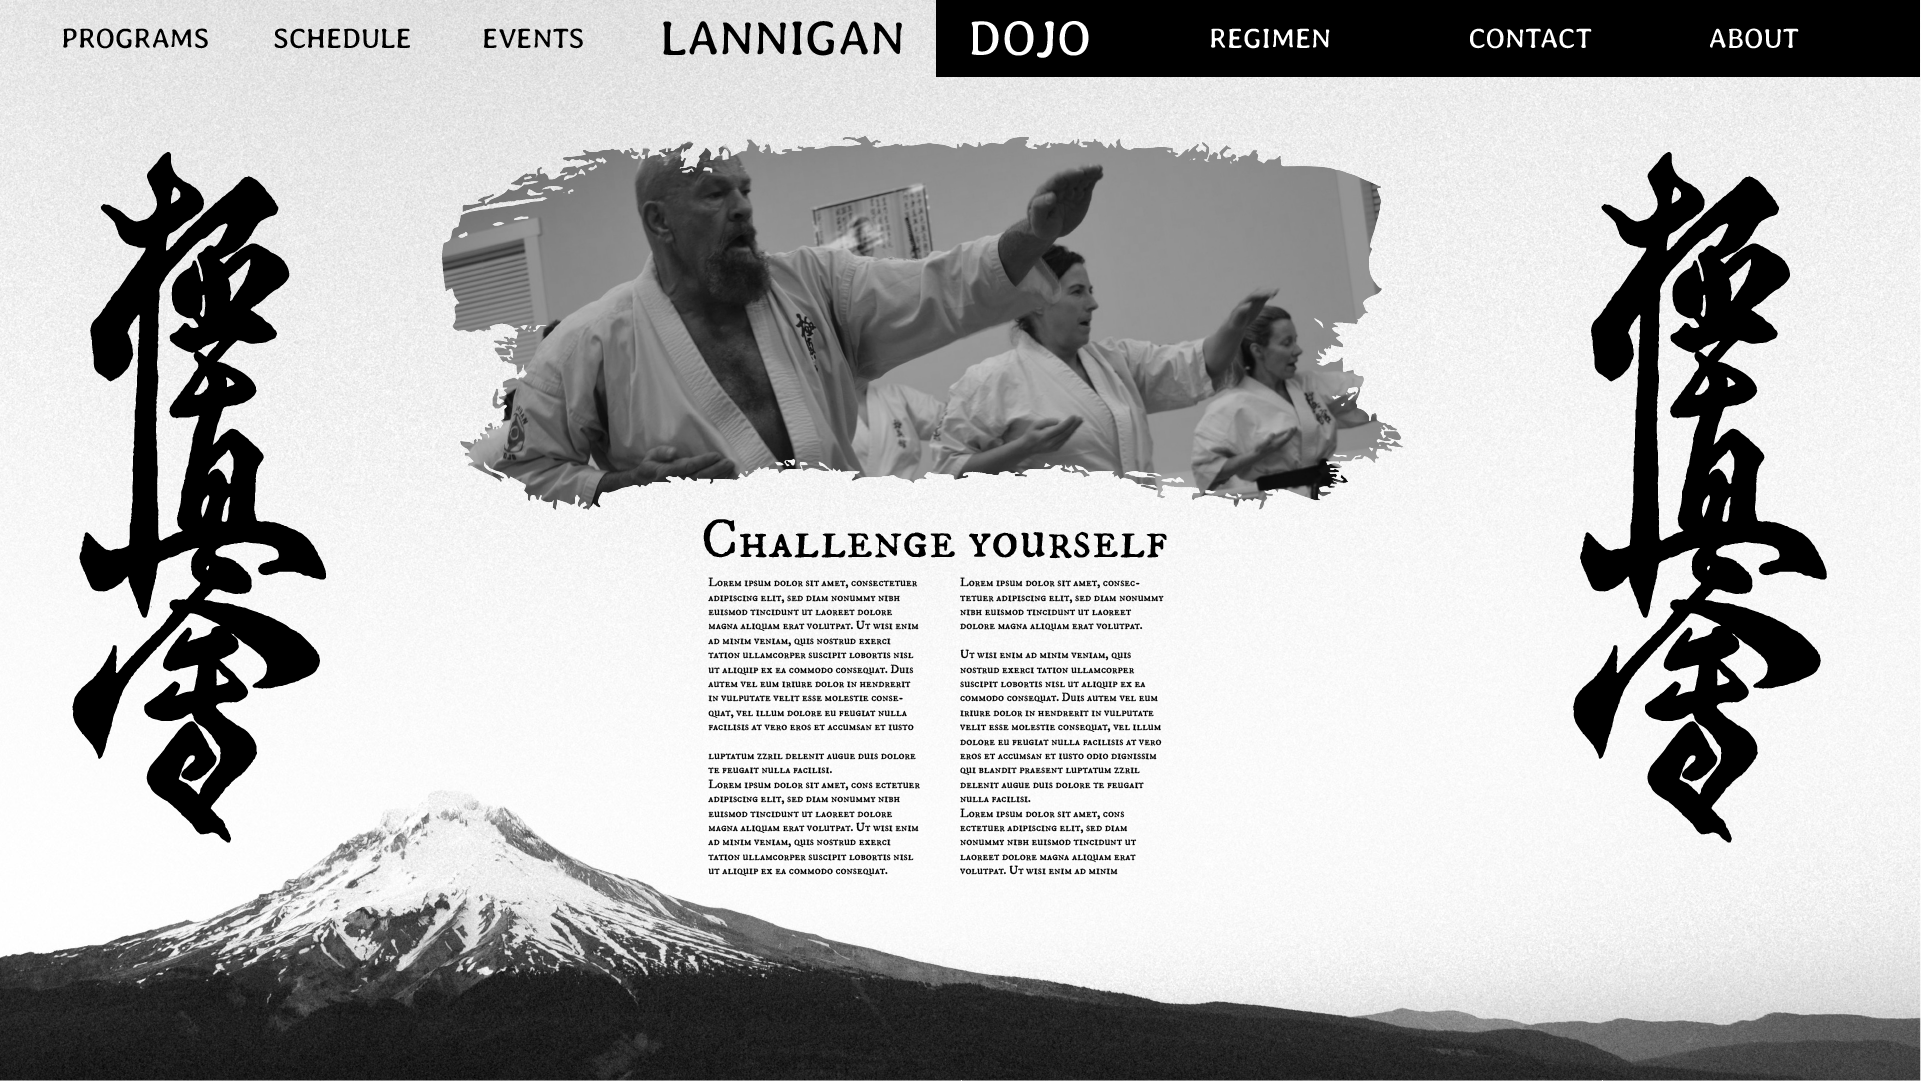 PROGRAMS SCHEDULE EVENTS LANNIGAN DOJO REGIMEN CONTACT ABOUT
極真會
極真會
Challenge yourself
Lorem ipsum dolor sit amet, consectetuer
adipiscing elit, sed diam nonummy nibh
euismod tincidunt ut laoreet dolore
magna aliquam erat volutpat. Ut wisi enim
ad minim veniam, quis nostrud exerci
tation ullamcorper suscipit lobortis nisl
ut aliquip ex ea commodo consequat. Duis
autem vel eum iriure dolor in hendrerit
in vulputate velit esse molestie conse-
quat, vel illum dolore eu feugiat nulla
facilisis at vero eros et accumsan et iusto
luptatum zzril delenit augue duis dolore
te feugait nulla facilisi.
Lorem ipsum dolor sit amet, cons ectetuer
adipiscing elit, sed diam nonummy nibh
euismod tincidunt ut laoreet dolore
magna aliquam erat volutpat. Ut wisi enim
ad minim veniam, quis nostrud exerci
tation ullamcorper suscipit lobortis nisl
ut aliquip ex ea commodo consequat.
Lorem ipsum dolor sit amet, consec-
tetuer adipiscing elit, sed diam nonummy
nibh euismod tincidunt ut laoreet
dolore magna aliquam erat volutpat.
Ut wisi enim ad minim veniam, quis
nostrud exerci tation ullamcorper
suscipit lobortis nisl ut aliquip ex ea
commodo consequat. Duis autem vel eum
iriure dolor in hendrerit in vulputate
velit esse molestie consequat, vel illum
dolore eu feugiat nulla facilisis at vero
eros et accumsan et iusto odio dignissim
qui blandit praesent luptatum zzril
delenit augue duis dolore te feugait
nulla facilisi.
Lorem ipsum dolor sit amet, cons
ectetuer adipiscing elit, sed diam
nonummy nibh euismod tincidunt ut
laoreet dolore magna aliquam erat
volutpat. Ut wisi enim ad minim